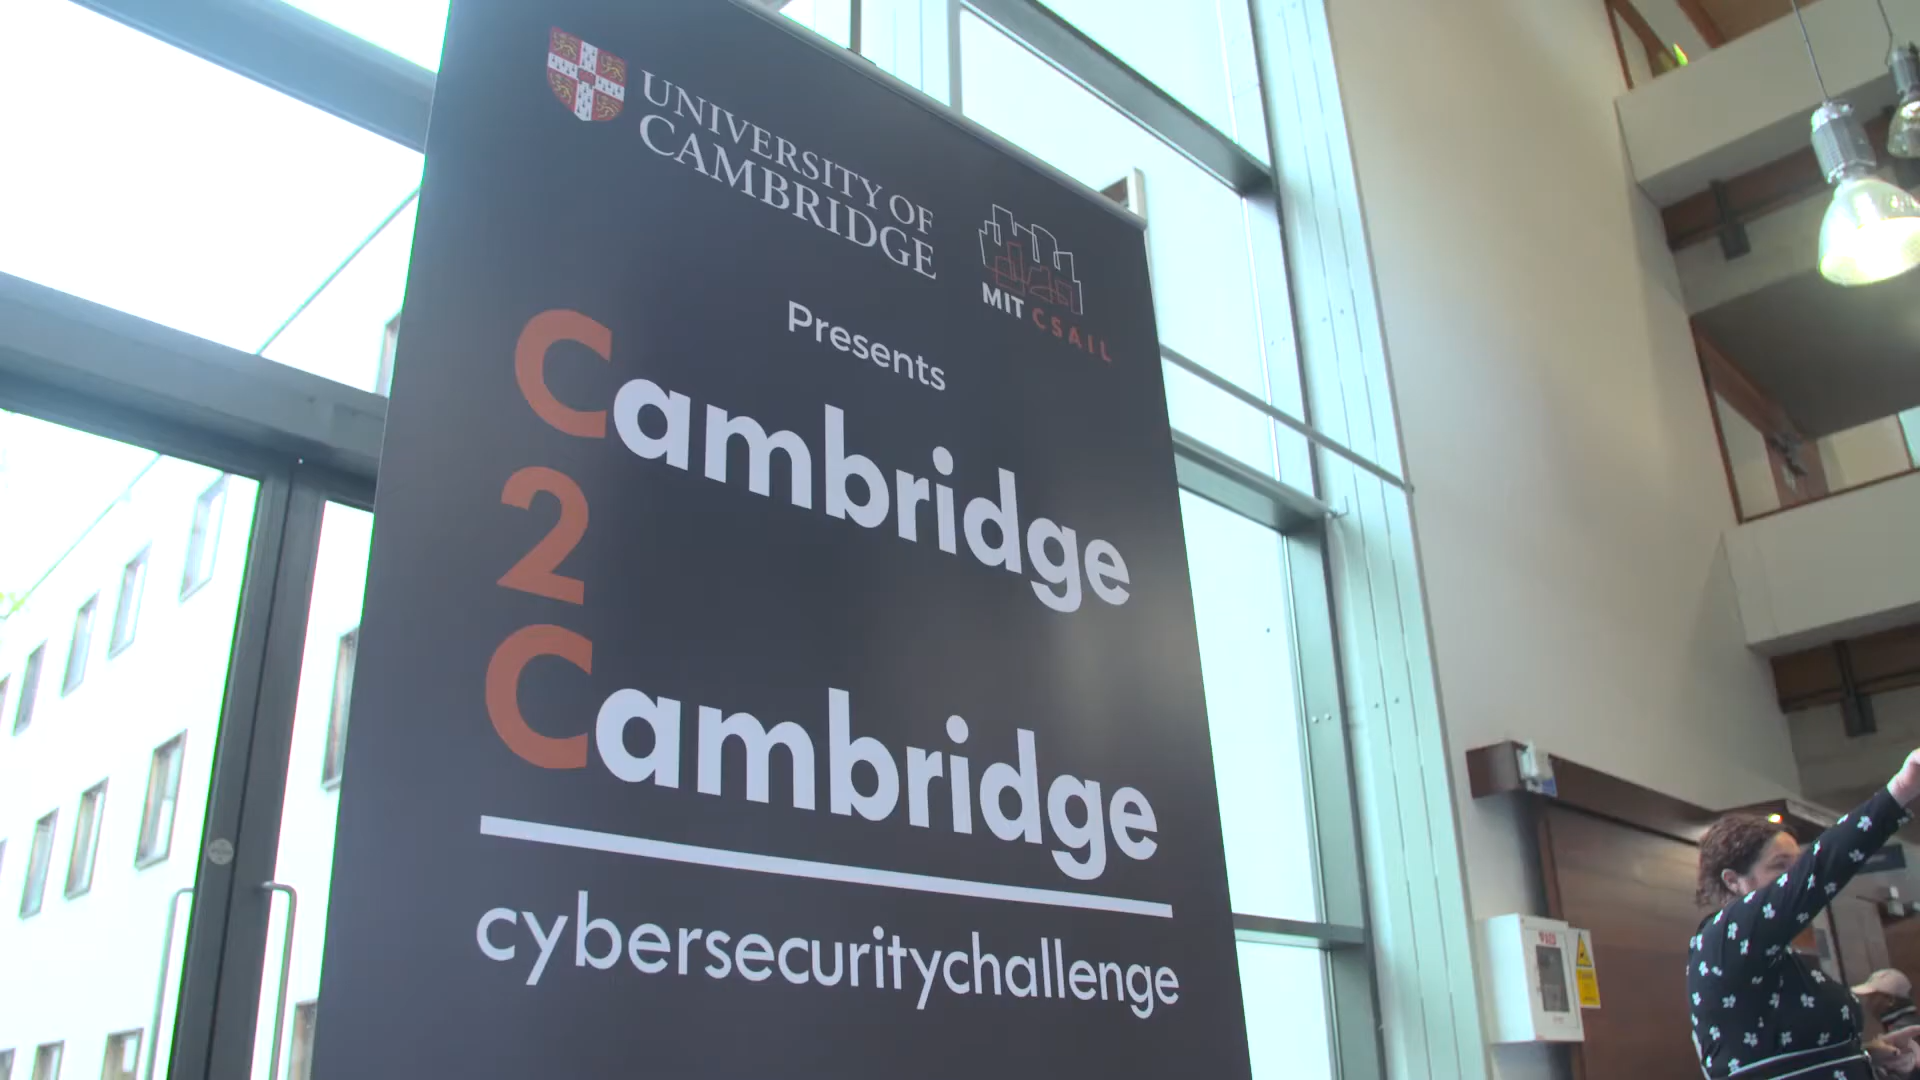 UNIVERSITY OF
CAMBRIDGE
MIT CSAIL
Presents
Cambridge
2
Cambridge
cybersecuritychallenge